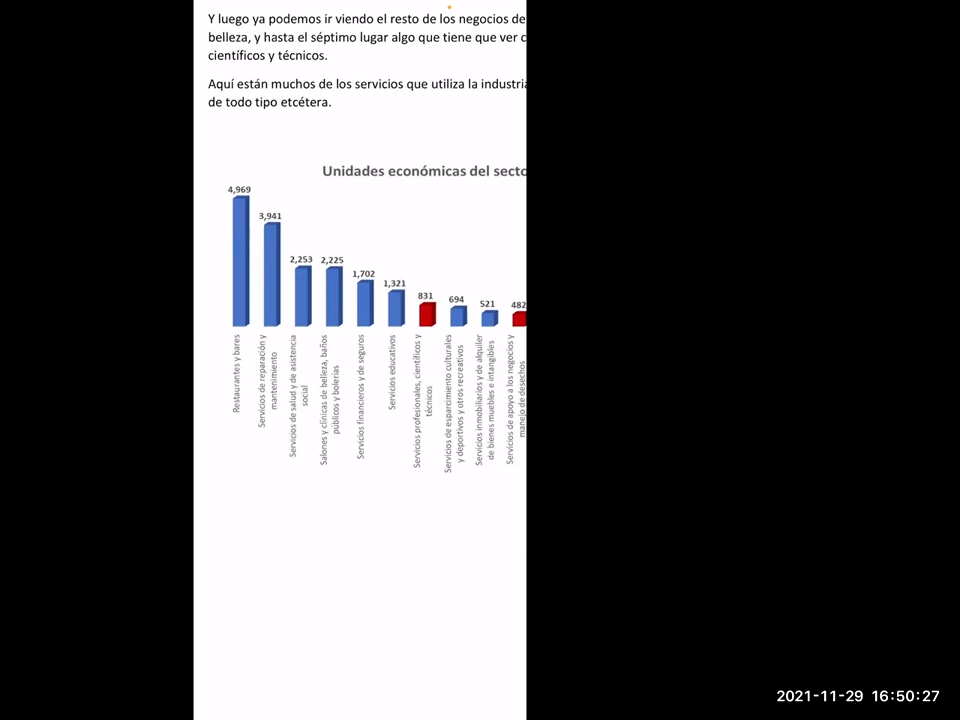 Y luego ya podemos ir viendo el resto de los negocios de
belleza, y hasta el séptimo lugar algo que tiene que ver c
científicos y técnicos.
Aquí están muchos de los servicios que utiliza la industria
de todo tipo etcétera.
Unidades económicas del secto
4,969
3,941
2,253
2,225
1,702
1,321
831
694
521
482
Restaurantes y bares
Servicios de reparación y
mantenimiento
Servicios de salud y de asistencia
social
Salones y clínicas de belleza, baños
públicos y bolerías
Servicios financieros y de seguros
Servicios educativos
Servicios profesionales, científicos y
técnicos
Servicios de esparcimiento culturales
y deportivos y otros recreativos
Servicios inmobiliarios y de alquiler
de bienes muebles e intangibles
Servicios de apoyo a los negocios y
manejo de desechos
2021-11-29 16:50:27